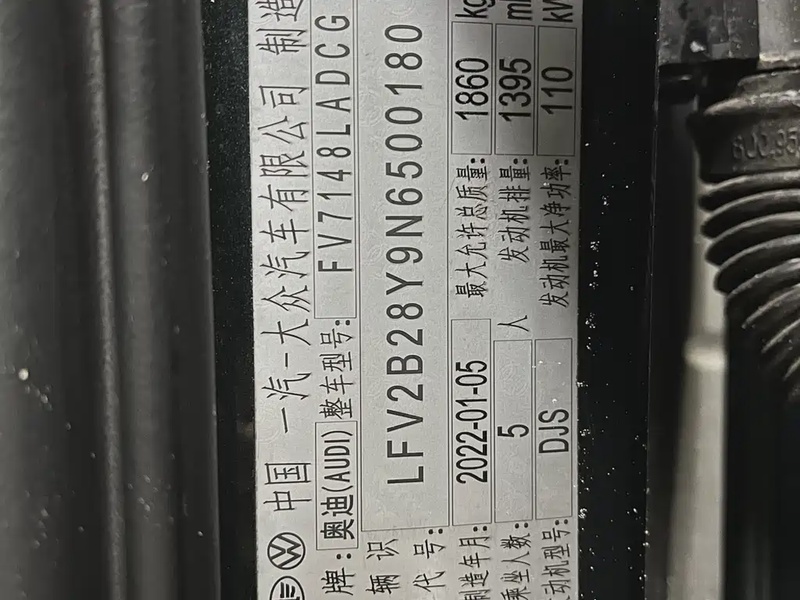 中国 一汽-大众汽车有限公司 制造
牌: 奥迪(AUDI) 整车型号: FV7148LADCG
辆识 LFV2B28Y9N6500180
代号:
制造年月: 2022-01-05 最大允许总质量: 1860 kg
乘坐人数: 5 人 发动机排量: 1395
发动机型号: DJS 发动机最大净功率: 110 kW